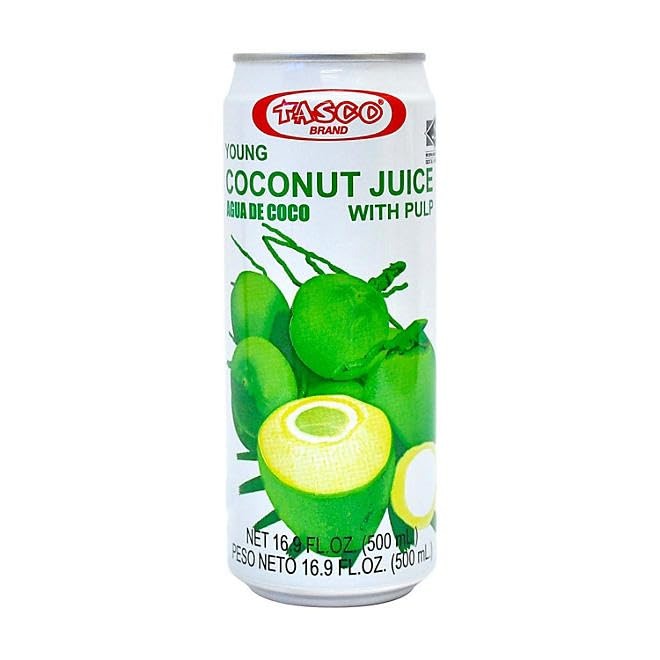 TASCO®
BRAND
YOUNG
COCONUT JUICE
AGUA DE COCO WITH PULP
NET 16.9 FL.OZ. (500 mL.)
PESO NETO 16.9 FL.OZ. (500 mL.)